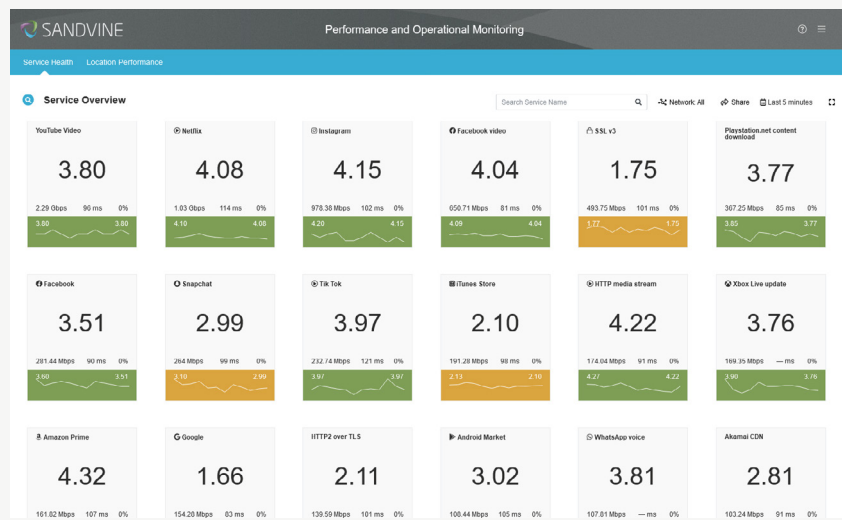 SANDVINE
Performance and Operational Monitoring
Service Health Location Performance
Service Overview
Search Service Name
Network: All Share Last 5 minutes
YouTube Video Netflix Instagram Facebook video SSL v3 Playstation.net content download
3.80 4.08 4.15 4.04 1.75 3.77
2.29 Gbps 96 ms 0% 1.03 Gbps 114 ms 0% 978.38 Mbps 102 ms 0% 650.71 Mbps 81 ms 0% 493.75 Mbps 101 ms 0% 367.25 Mbps 85 ms 0%
3.80 3.80 4.10 4.08 4.20 4.15 4.09 4.04 1.77 1.75 3.85 3.77
Facebook Snapchat Tik Tok iTunes Store HTTP media stream Xbox Live update
3.51 2.99 3.97 2.10 4.22 3.76
281.44 Mbps 90 ms 0% 264 Mbps 99 ms 0% 232.74 Mbps 121 ms 0% 191.28 Mbps 98 ms 0% 174.04 Mbps 91 ms 0% 169.35 Mbps — ms 0%
3.60 3.51 3.10 2.99 3.97 3.97 2.13 2.10 4.27 4.22 3.90 3.76
Amazon Prime Google HTTP2 over TLS Android Market WhatsApp voice Akamai CDN
4.32 1.66 2.11 3.02 3.81 2.81
161.82 Mbps 107 ms 0% 154.28 Mbps 83 ms 0% 139.59 Mbps 101 ms 0% 108.44 Mbps 105 ms 0% 107.81 Mbps — ms 0% 103.24 Mbps 91 ms 0%